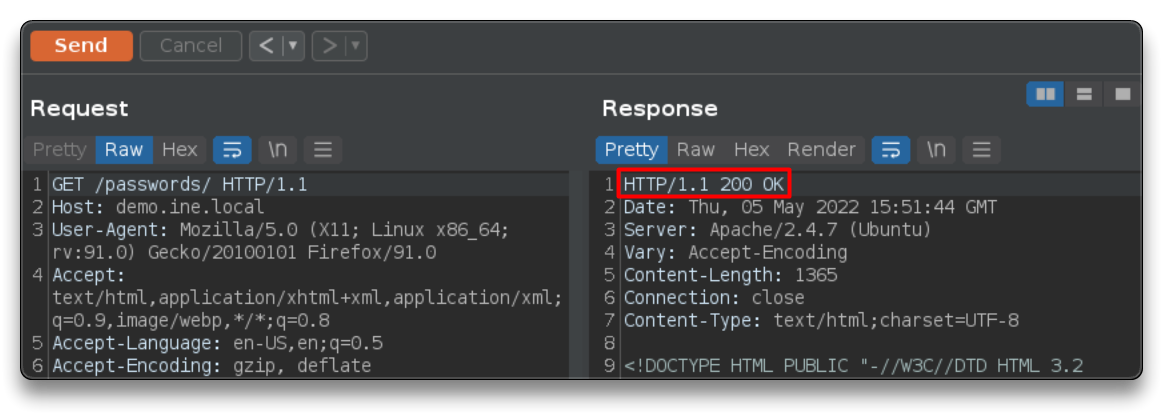 Send Cancel < | ▾ > | ▾
Request
Pretty Raw Hex \n
1 GET /passwords/ HTTP/1.1
2 Host: demo.ine.local
3 User-Agent: Mozilla/5.0 (X11; Linux x86_64;
rv:91.0) Gecko/20100101 Firefox/91.0
4 Accept:
text/html,application/xhtml+xml,application/xml;
q=0.9,image/webp,*/*;q=0.8
5 Accept-Language: en-US,en;q=0.5
6 Accept-Encoding: gzip, deflate
Response
Pretty Raw Hex Render \n
1 HTTP/1.1 200 OK
2 Date: Thu, 05 May 2022 15:51:44 GMT
3 Server: Apache/2.4.7 (Ubuntu)
4 Vary: Accept-Encoding
5 Content-Length: 1365
6 Connection: close
7 Content-Type: text/html;charset=UTF-8
8
9 <!DOCTYPE HTML PUBLIC "-//W3C//DTD HTML 3.2